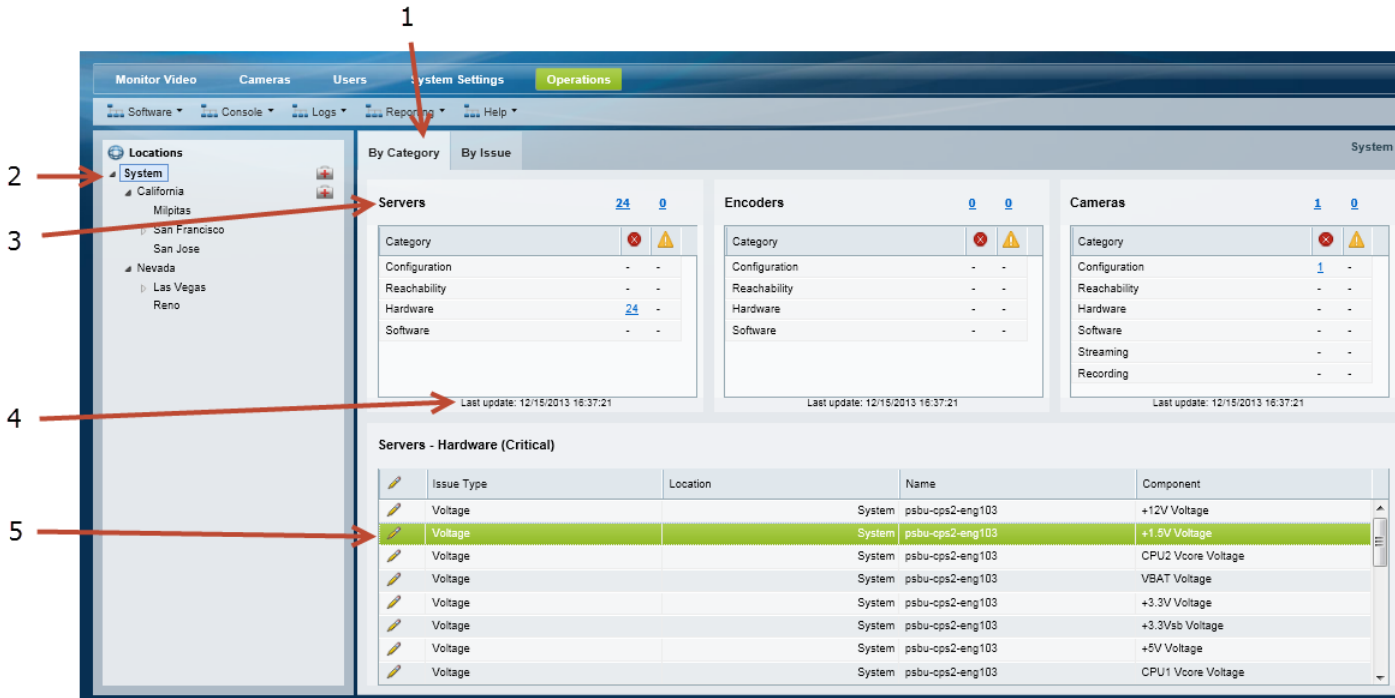 1
Monitor Video Cameras Users System Settings Operations
Software Console Logs Reporting Help
Locations
System
California
Milpitas
San Francisco
San Jose
Nevada
Las Vegas
Reno
2
3
4
5
By Category By Issue System
Servers 24 0
Category
Configuration - -
Reachability - -
Hardware 24 -
Software - -
Last update: 12/15/2013 16:37:21
Encoders 0 0
Category
Configuration - -
Reachability - -
Hardware - -
Software - -
Last update: 12/15/2013 16:37:21
Cameras 1 0
Category
Configuration 1 -
Reachability - -
Hardware - -
Software - -
Streaming - -
Recording - -
Last update: 12/15/2013 16:37:21
Servers - Hardware (Critical)
Issue Type Location Name Component
Voltage System psbu-cps2-eng103 +12V Voltage
Voltage System psbu-cps2-eng103 +1.5V Voltage
Voltage System psbu-cps2-eng103 CPU2 Vcore Voltage
Voltage System psbu-cps2-eng103 VBAT Voltage
Voltage System psbu-cps2-eng103 +3.3V Voltage
Voltage System psbu-cps2-eng103 +3.3Vsb Voltage
Voltage System psbu-cps2-eng103 +5V Voltage
Voltage System psbu-cps2-eng103 CPU1 Vcore Voltage